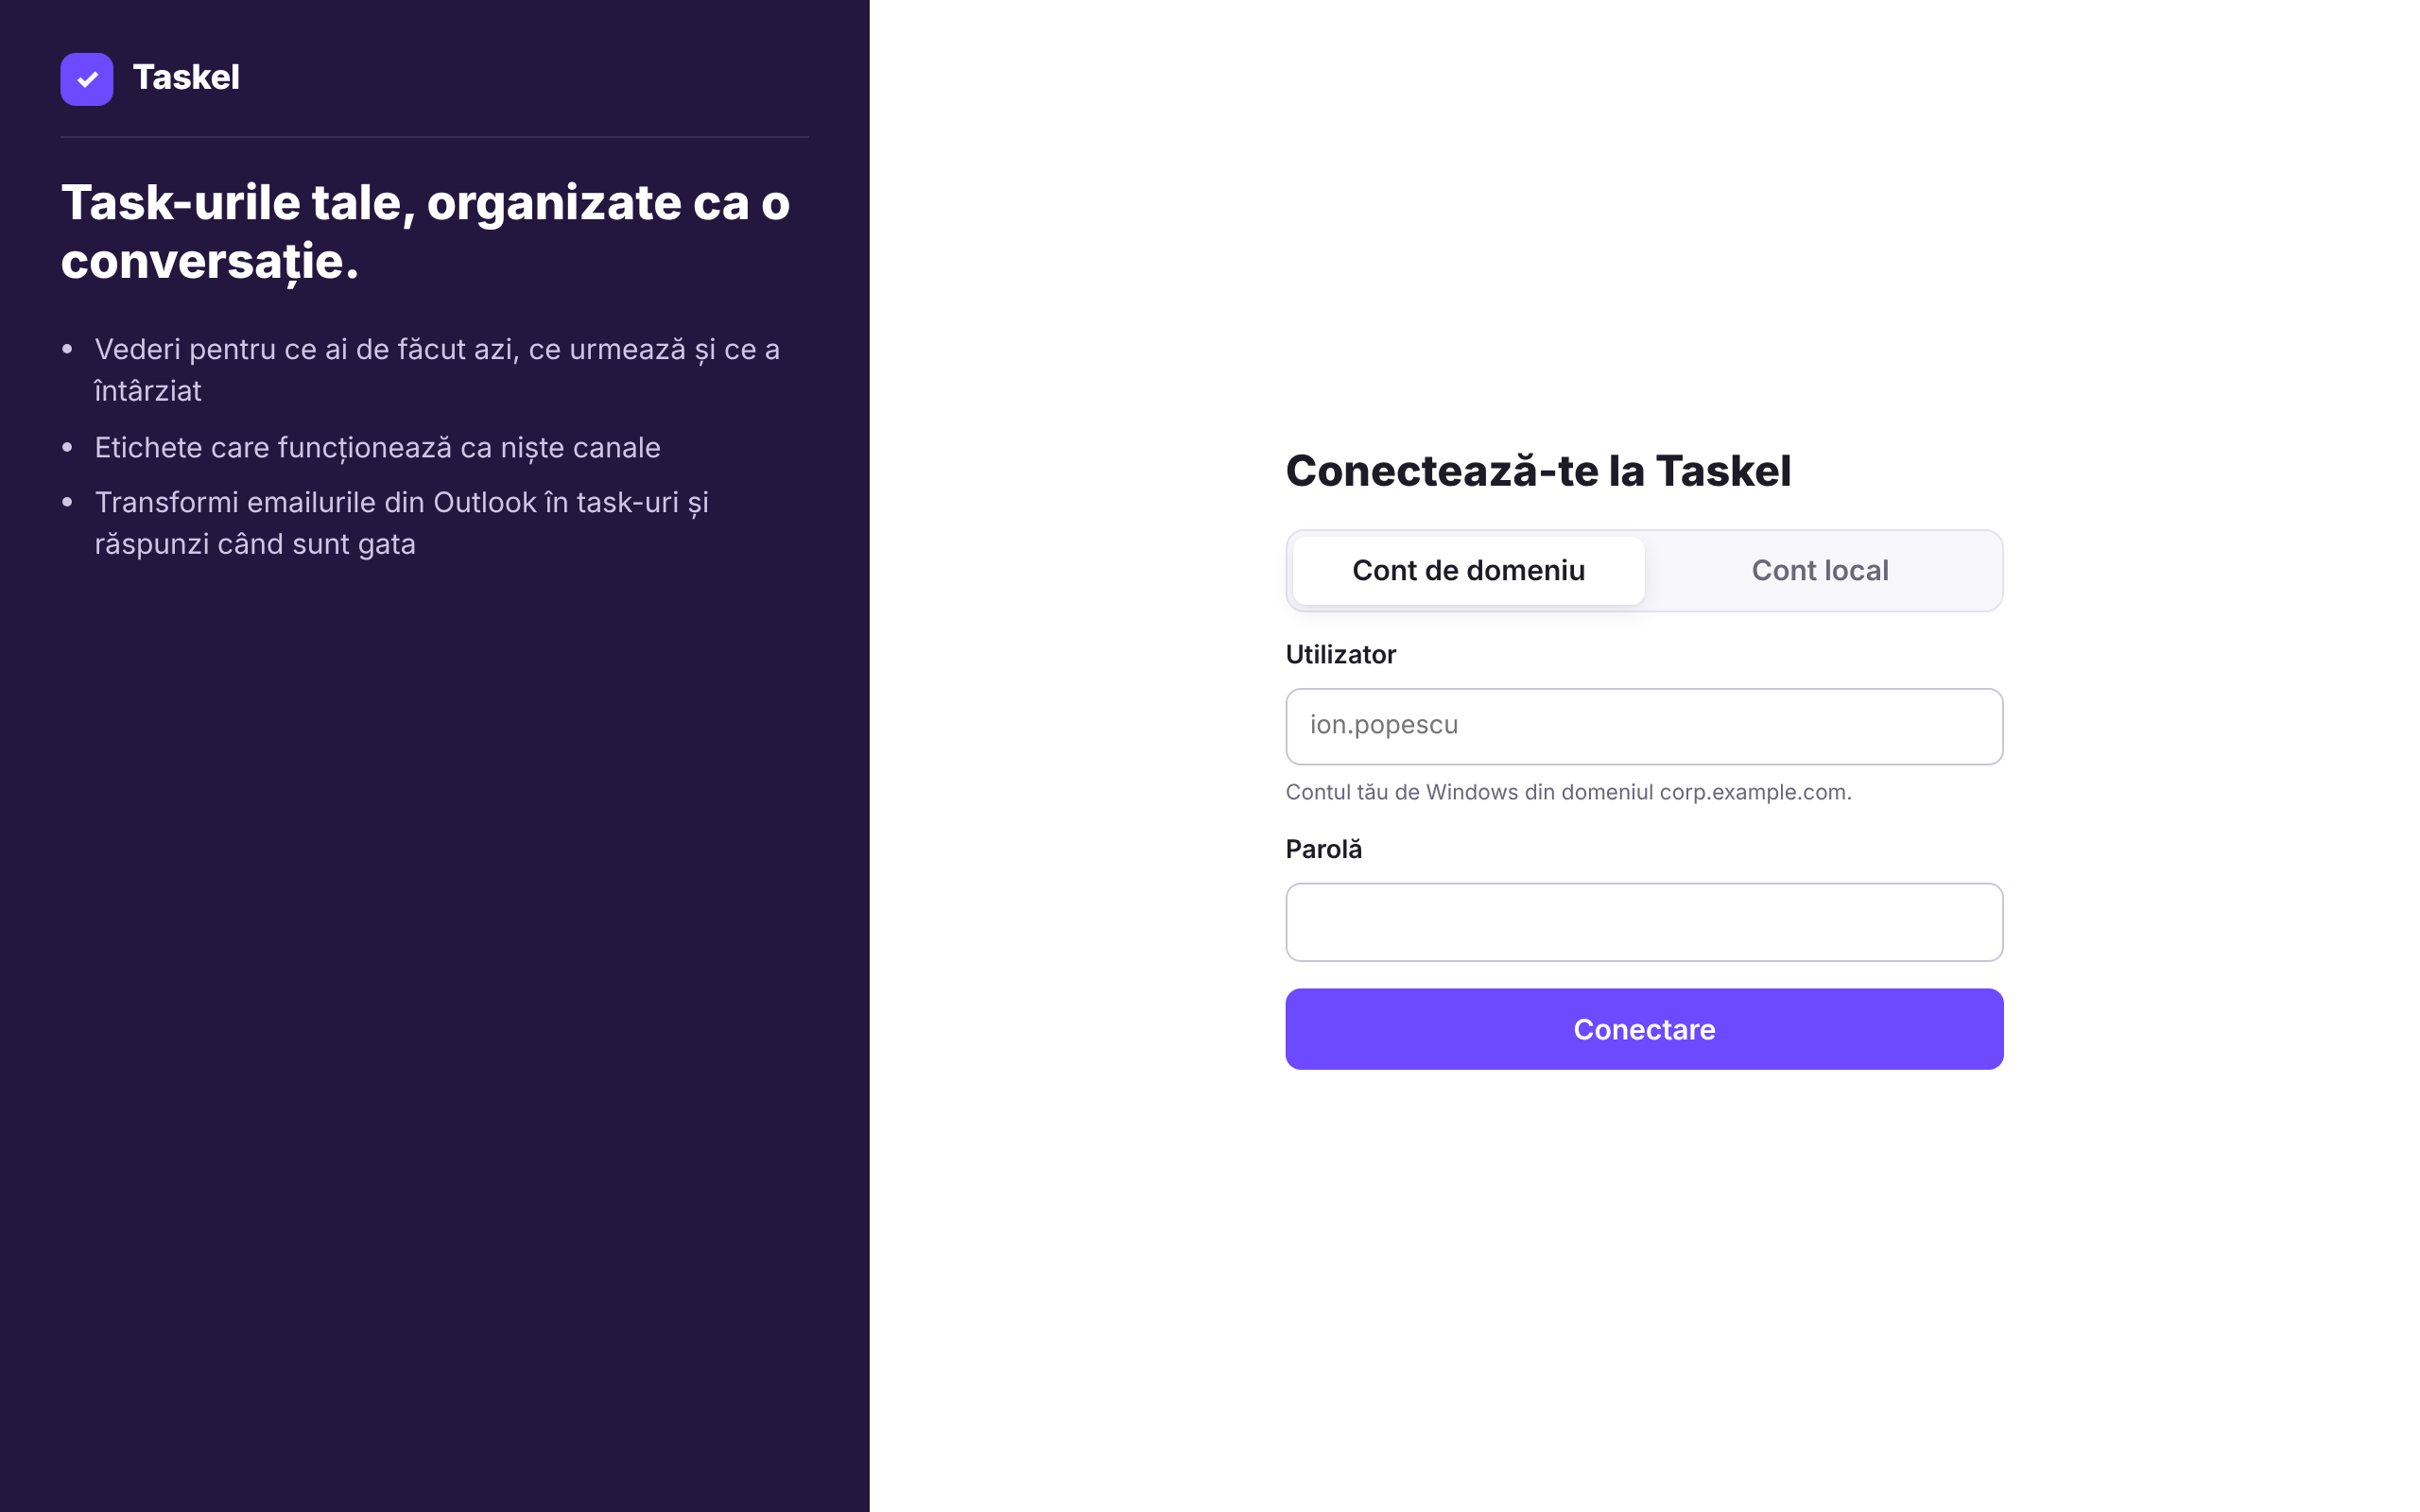 Taskel
Task-urile tale, organizate ca o
conversație.
• Vederi pentru ce ai de făcut azi, ce urmează și ce a
întârziat
• Etichete care funcționează ca niște canale
• Transformi emailurile din Outlook în task-uri și
răspunzi când sunt gata
Conectează-te la Taskel
Cont de domeniu Cont local
Utilizator
ion.popescu
Contul tău de Windows din domeniul corp.example.com.
Parolă
Conectare